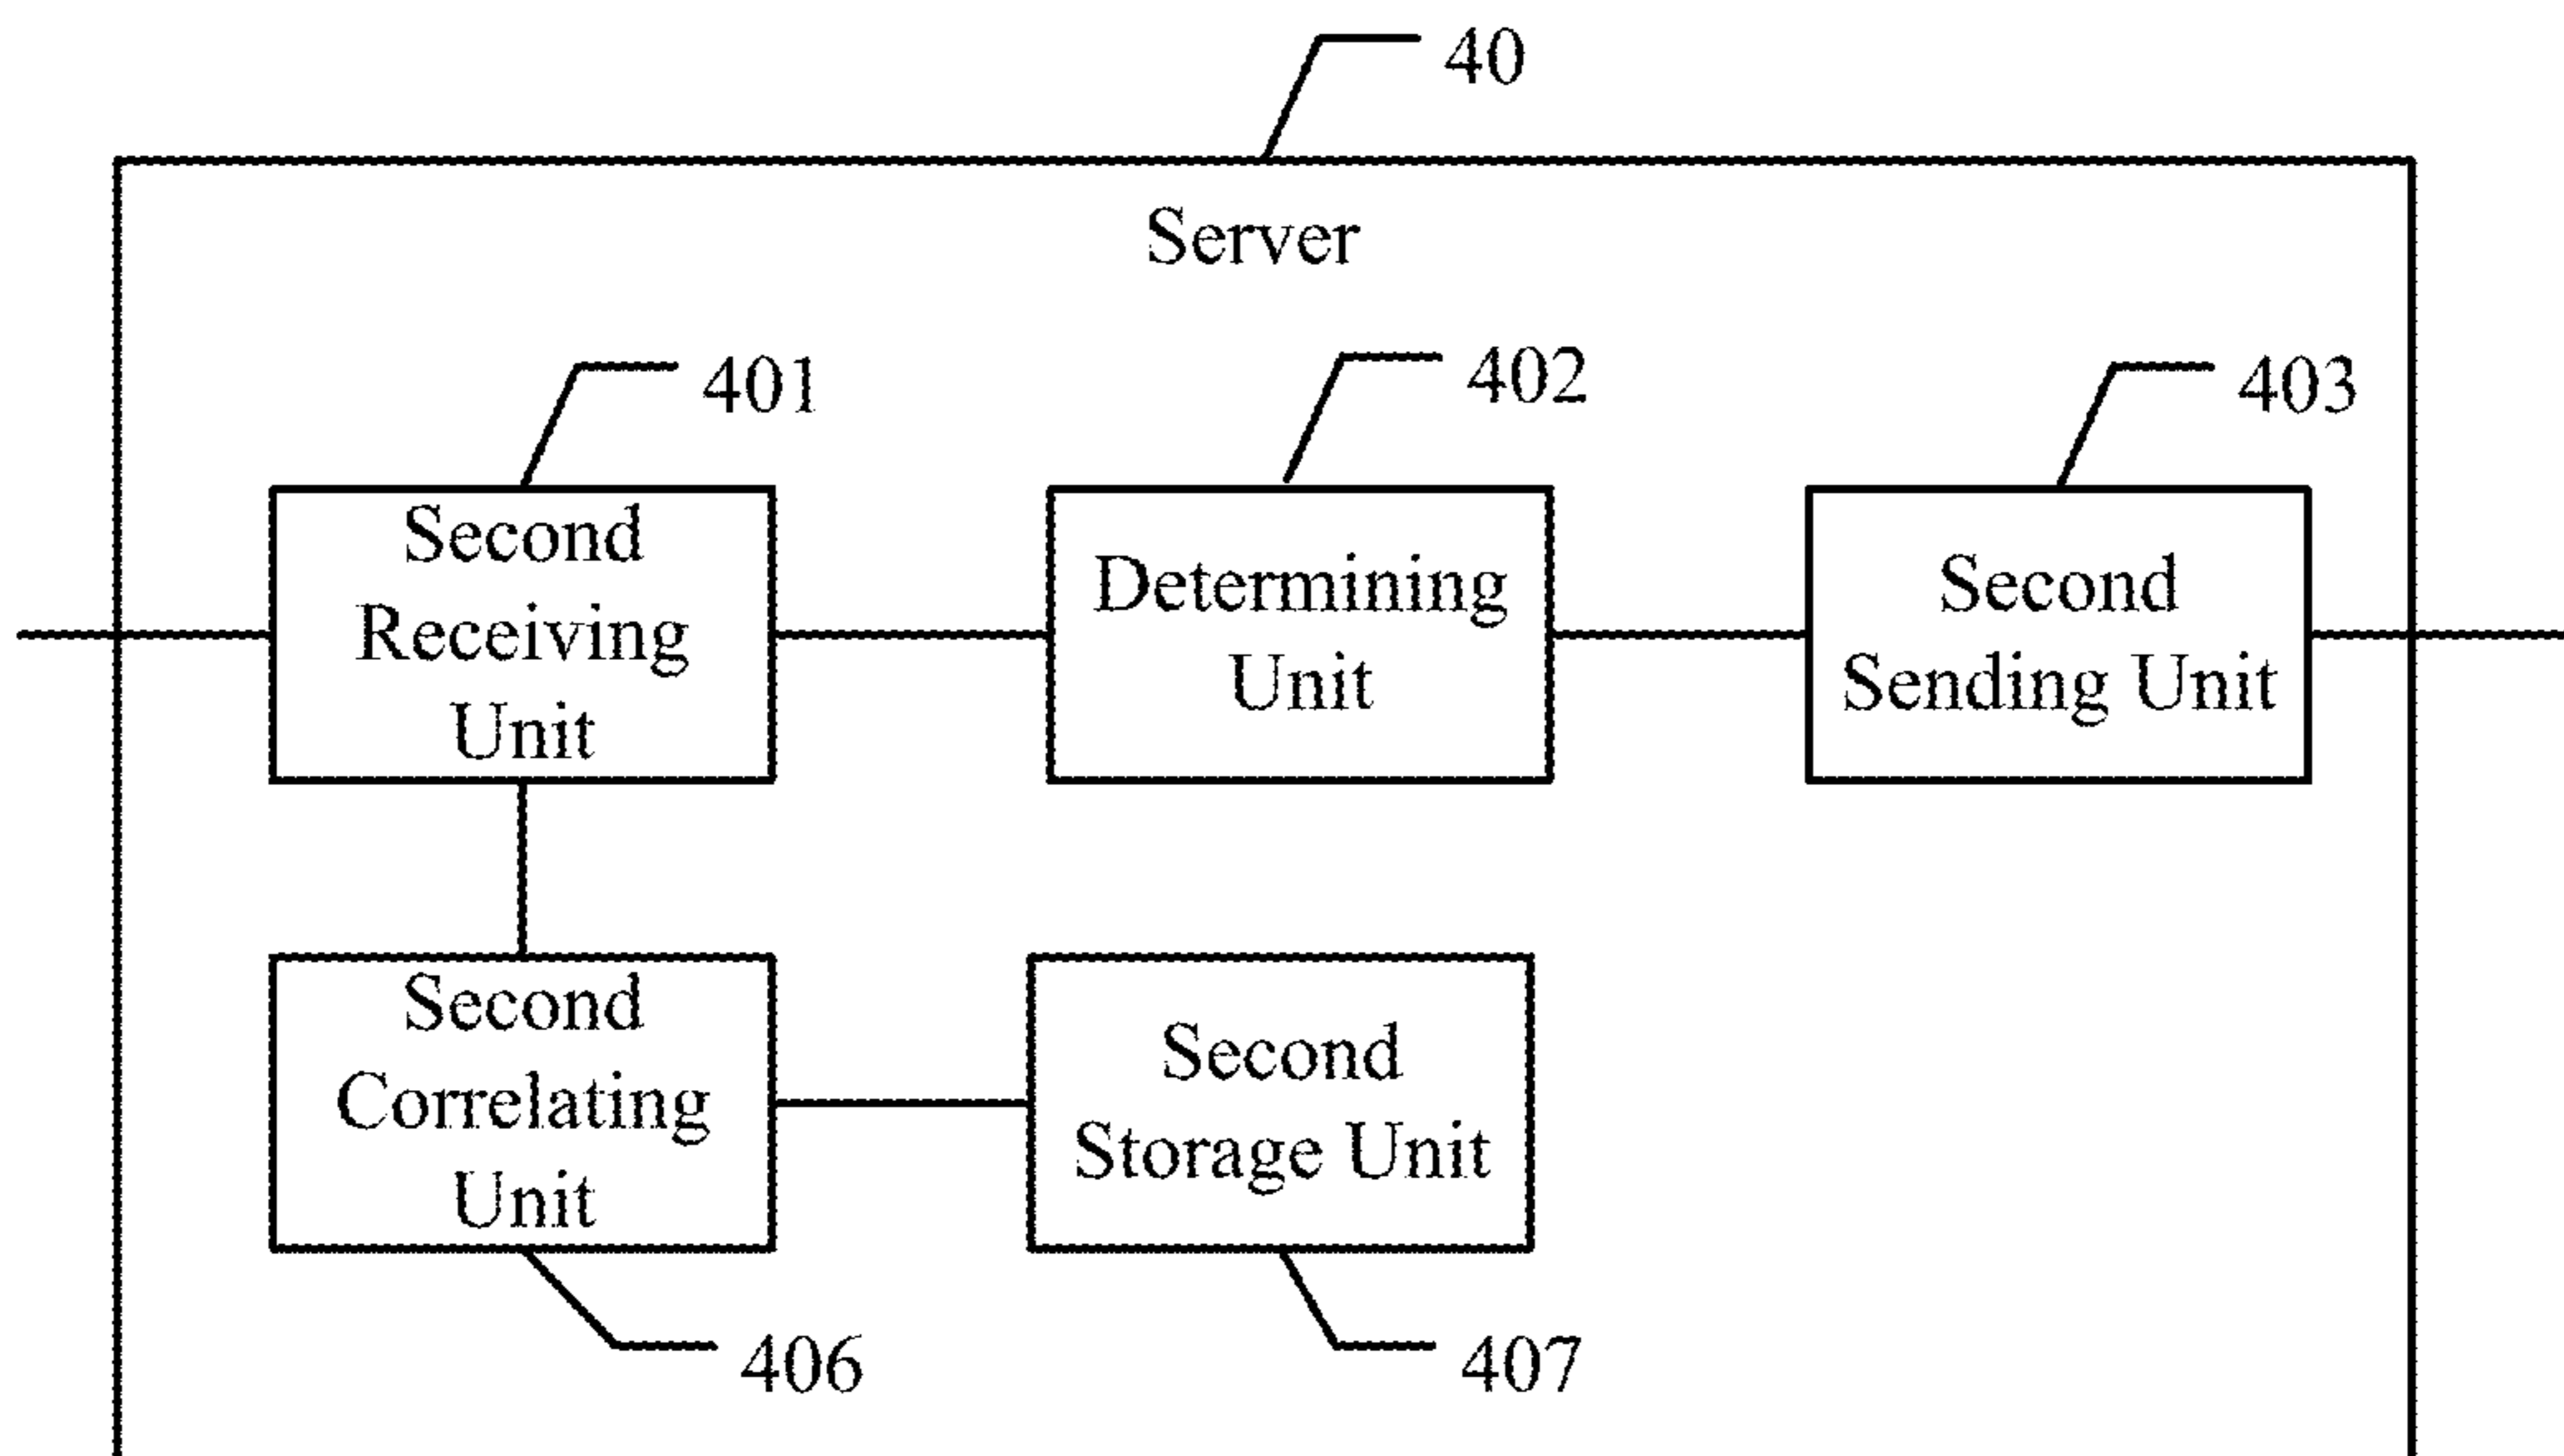 40
Server
401
402
403
Second
Receiving
Unit
Determining
Unit
Second
Sending Unit
Second
Correlating
Unit
Second
Storage Unit
406
407